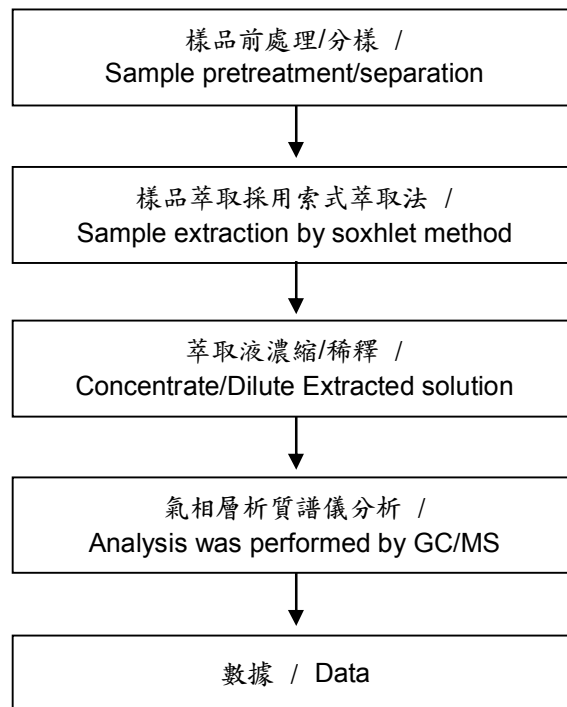 樣品前處理/分樣 /
Sample pretreatment/separation
樣品萃取採用索式萃取法 /
Sample extraction by soxhlet method
萃取液濃縮/稀釋 /
Concentrate/Dilute Extracted solution
氣相層析質譜儀分析 /
Analysis was performed by GC/MS
數據 / Data